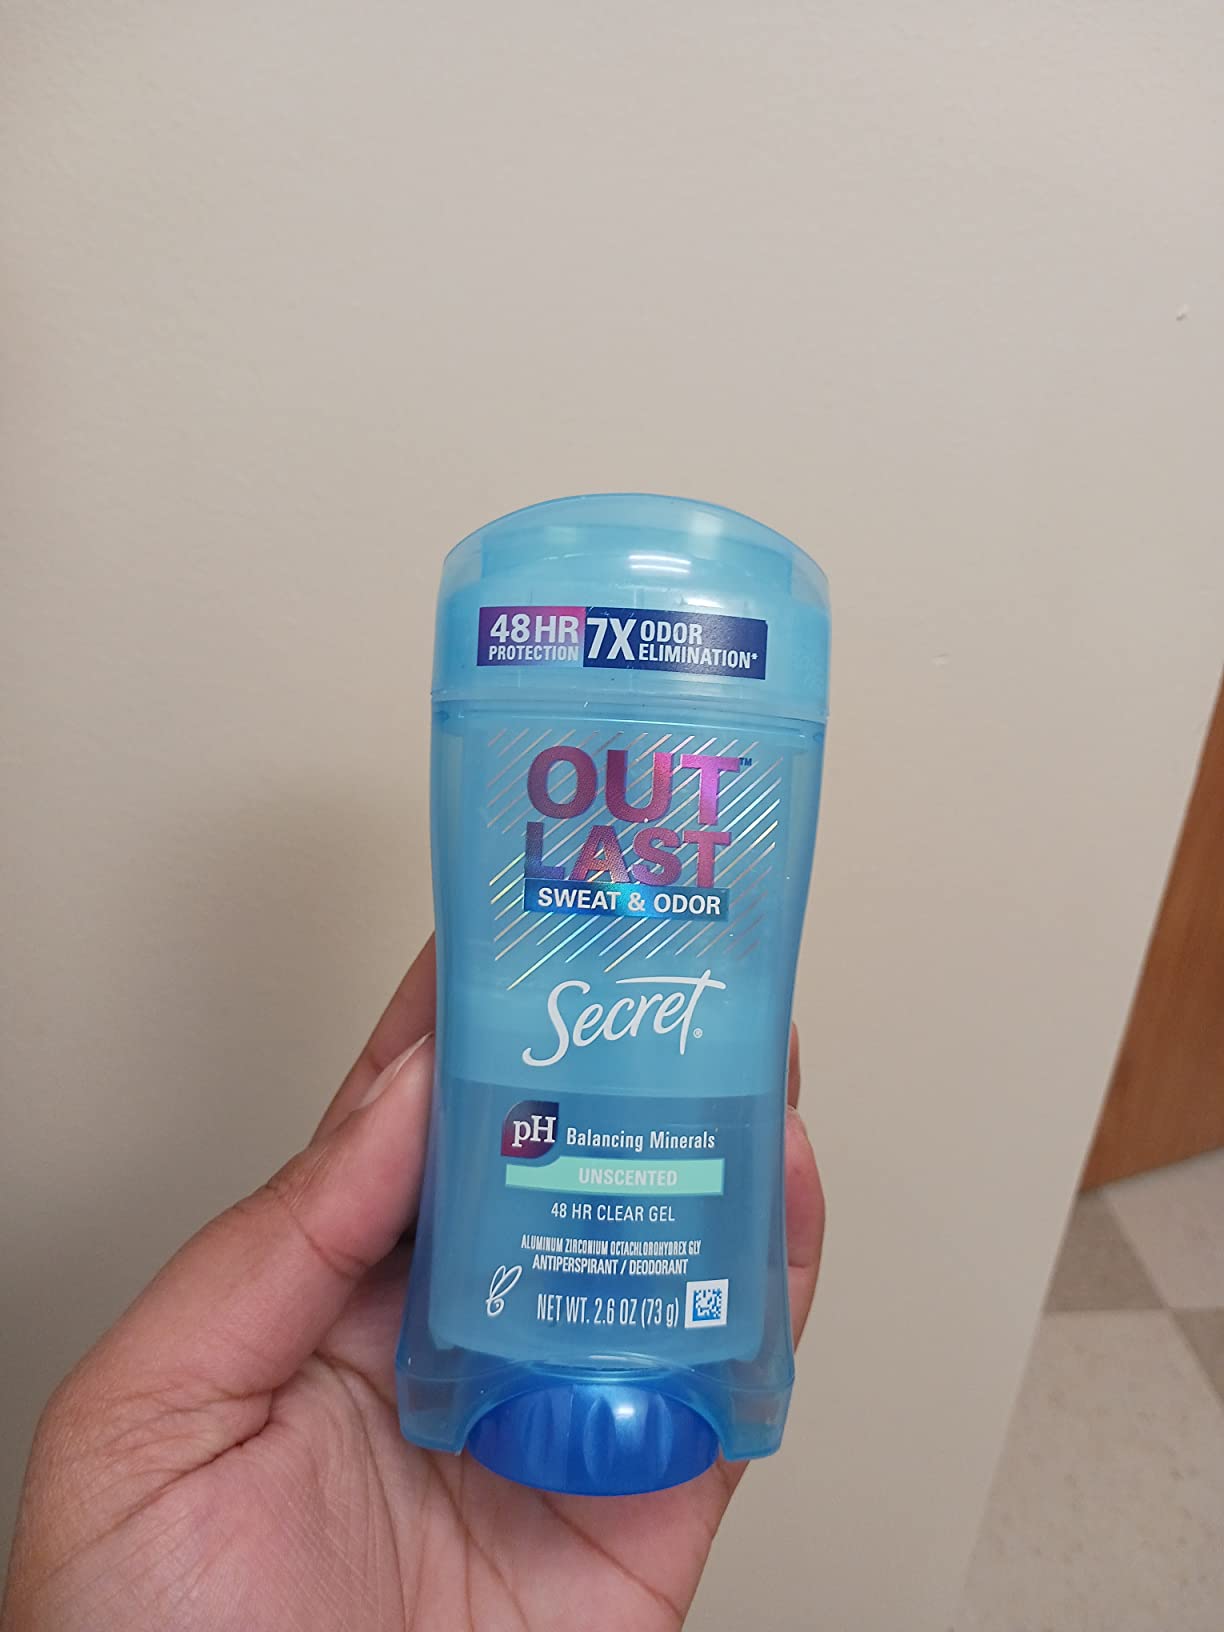 48 HR PROTECTION 7X ODOR ELIMINATION*
OUT™
LAST
SWEAT & ODOR
Secret®
pH Balancing Minerals
UNSCENTED
48 HR CLEAR GEL
ALUMINUM ZIRCONIUM OCTACHLOROHYDREX GLY
ANTIPERSPIRANT / DEODORANT
NET WT. 2.6 OZ (73 g)